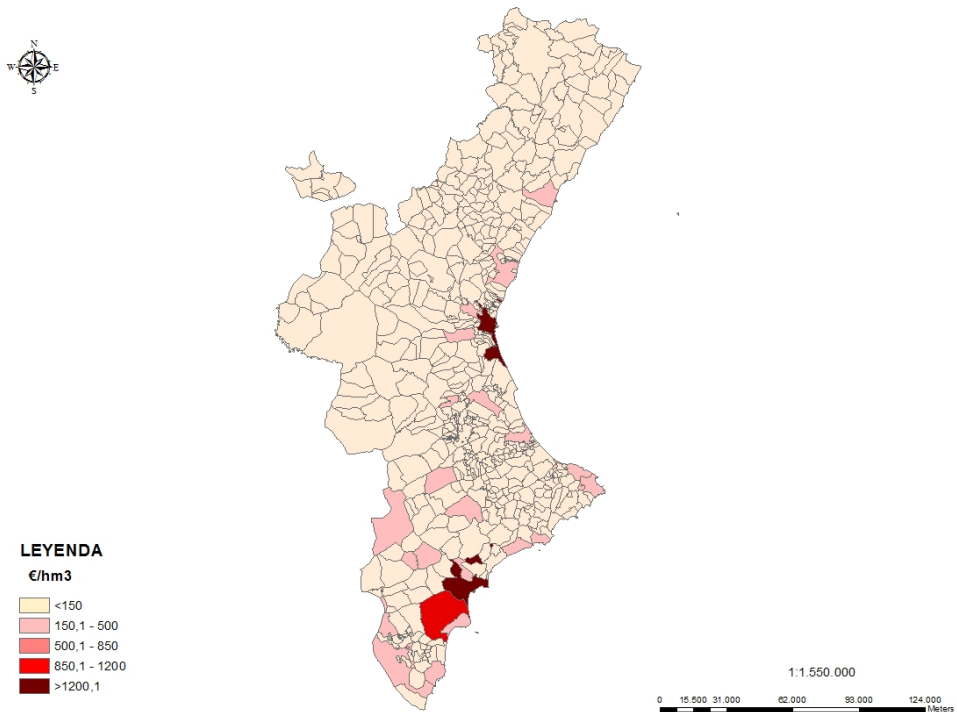 N
W E
S
LEYENDA
€/hm3
<150
150,1 - 500
500,1 - 850
850,1 - 1200
>1200,1
1:1.550.000
0 15.500 31.000 62.000 93.000 124.000
Meters